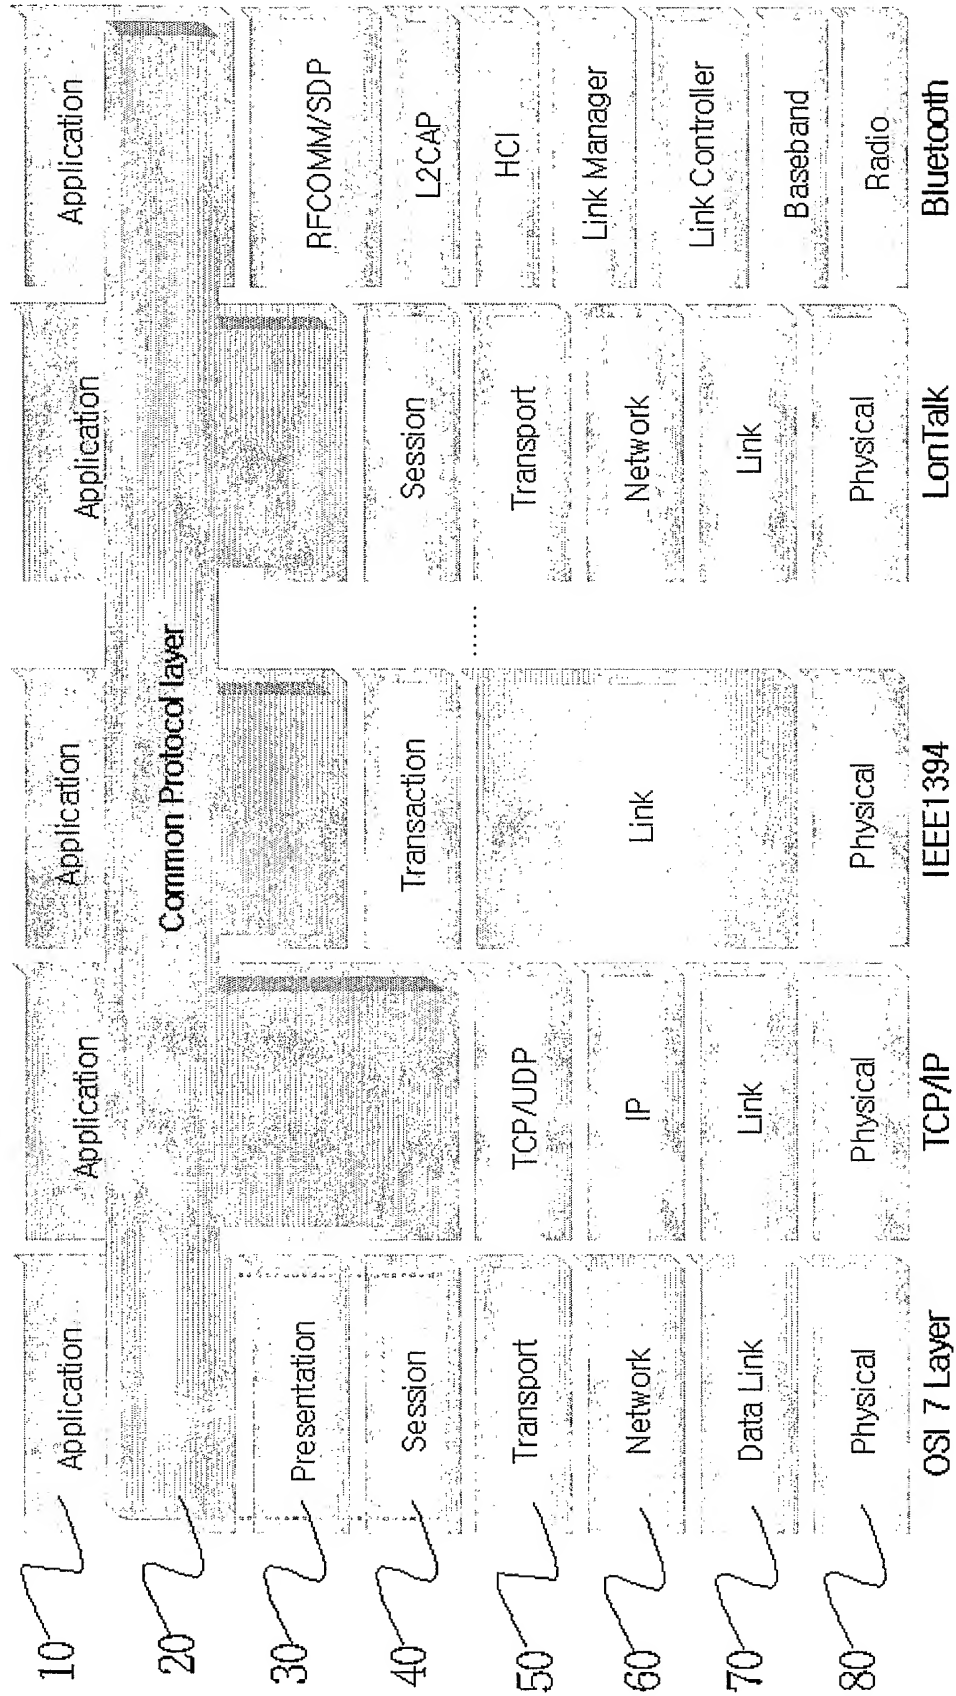 10 Application Application Application Application Application
20 Common Protocol layer
30 Presentation RFCOMM/SDP
40 Session Transaction Session L2CAP
HCI
50 Transport TCP/UDP Transport
Link Manager
60 Network IP Link Network
Link Controller
70 Data Link Link Link
Baseband
80 Physical Physical Physical Physical Radio
......
OSI 7 Layer TCP/IP IEEE1394 LonTalk Bluetooth